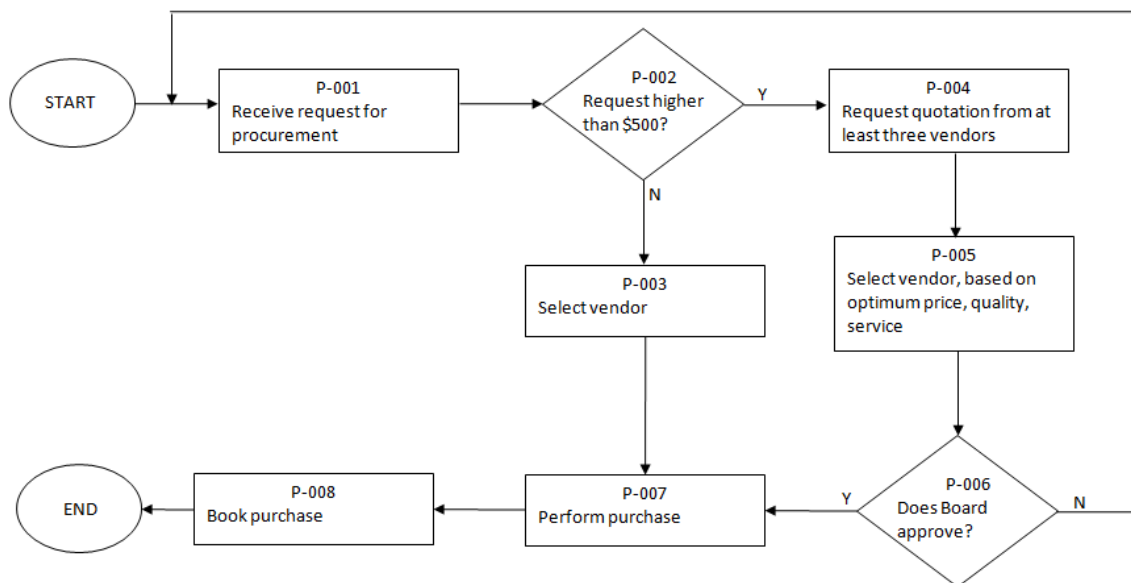 START
P-001
Receive request for
procurement
P-002
Request higher
than $500?
Y
P-004
Request quotation from at
least three vendors
N
P-003
Select vendor
P-005
Select vendor, based on
optimum price, quality,
service
END
P-008
Book purchase
P-007
Perform purchase
Y
P-006
Does Board
approve?
N